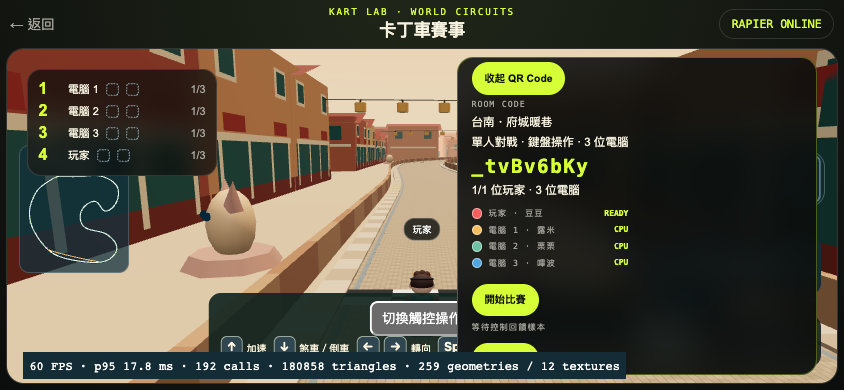 ← 返回
KART LAB · WORLD CIRCUITS
卡丁車賽事
RAPIER ONLINE
1 電腦 1 1/3
2 電腦 2 1/3
3 電腦 3 1/3
4 玩家 1/3
收起 QR Code
ROOM CODE
台南 · 府城暖巷
單人對戰 · 鍵盤操作 · 3 位電腦
_tvBv6bKy
1/1 位玩家 · 3 位電腦
玩家 · 豆豆 READY
電腦 1 · 露米 CPU
電腦 2 · 栗栗 CPU
電腦 3 · 嗶波 CPU
開始比賽
等待控制回饋樣本
玩家
切換觸控操作
↑ 加速 ↓ 煞車 / 倒車 ← → 轉向 Sp
60 FPS · p95 17.8 ms · 192 calls · 180858 triangles · 259 geometries / 12 textures